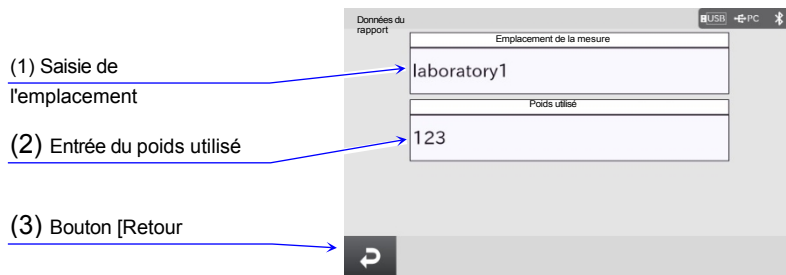 Données du
rapport
USB PC
Emplacement de la mesure
(1) Saisie de
l'emplacement
laboratory1
Poids utilisé
(2) Entrée du poids utilisé
123
(3) Bouton [Retour